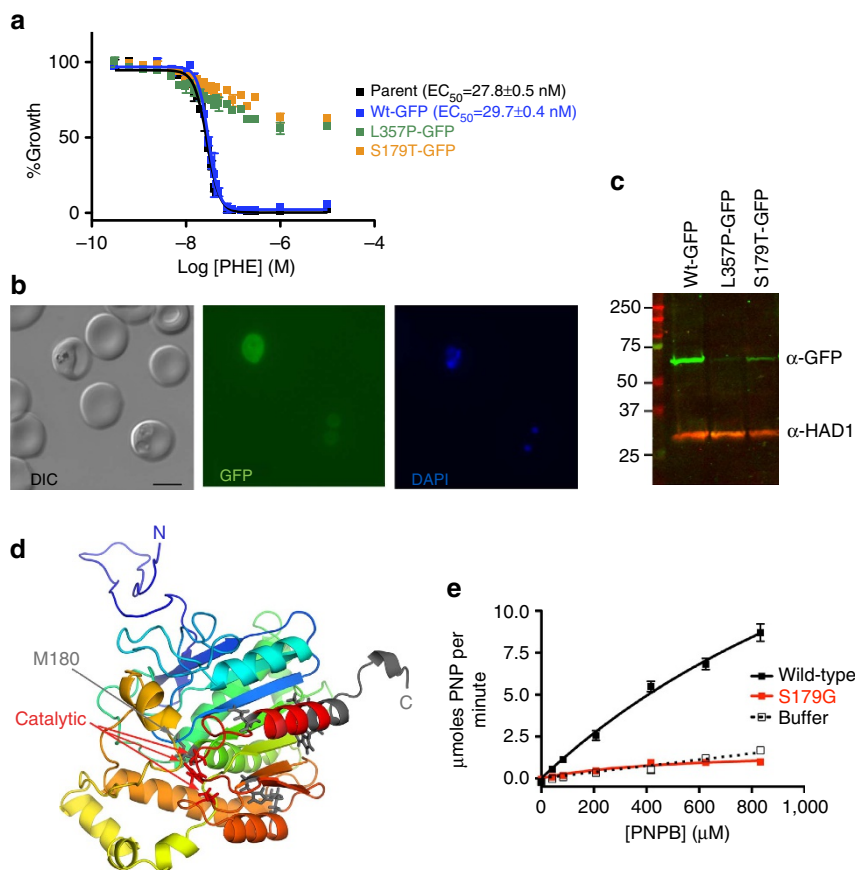 a
100
50
0
%Growth
−10
−8
−6
−4
Log [PHE] (M)
Parent (EC50=27.8±0.5 nM)
Wt-GFP (EC50=29.7±0.4 nM)
L357P-GFP
S179T-GFP
b
DIC
GFP
DAPI
c
Wt-GFP
L357P-GFP
S179T-GFP
250
75
50
37
25
α-GFP
α-HAD1
d
N
M180
Catalytic
C
e
10.0
7.5
5.0
2.5
0.0
μmoles PNP per
minute
0
200
400
600
800
1,000
[PNPB] (μM)
Wild-type
S179G
Buffer